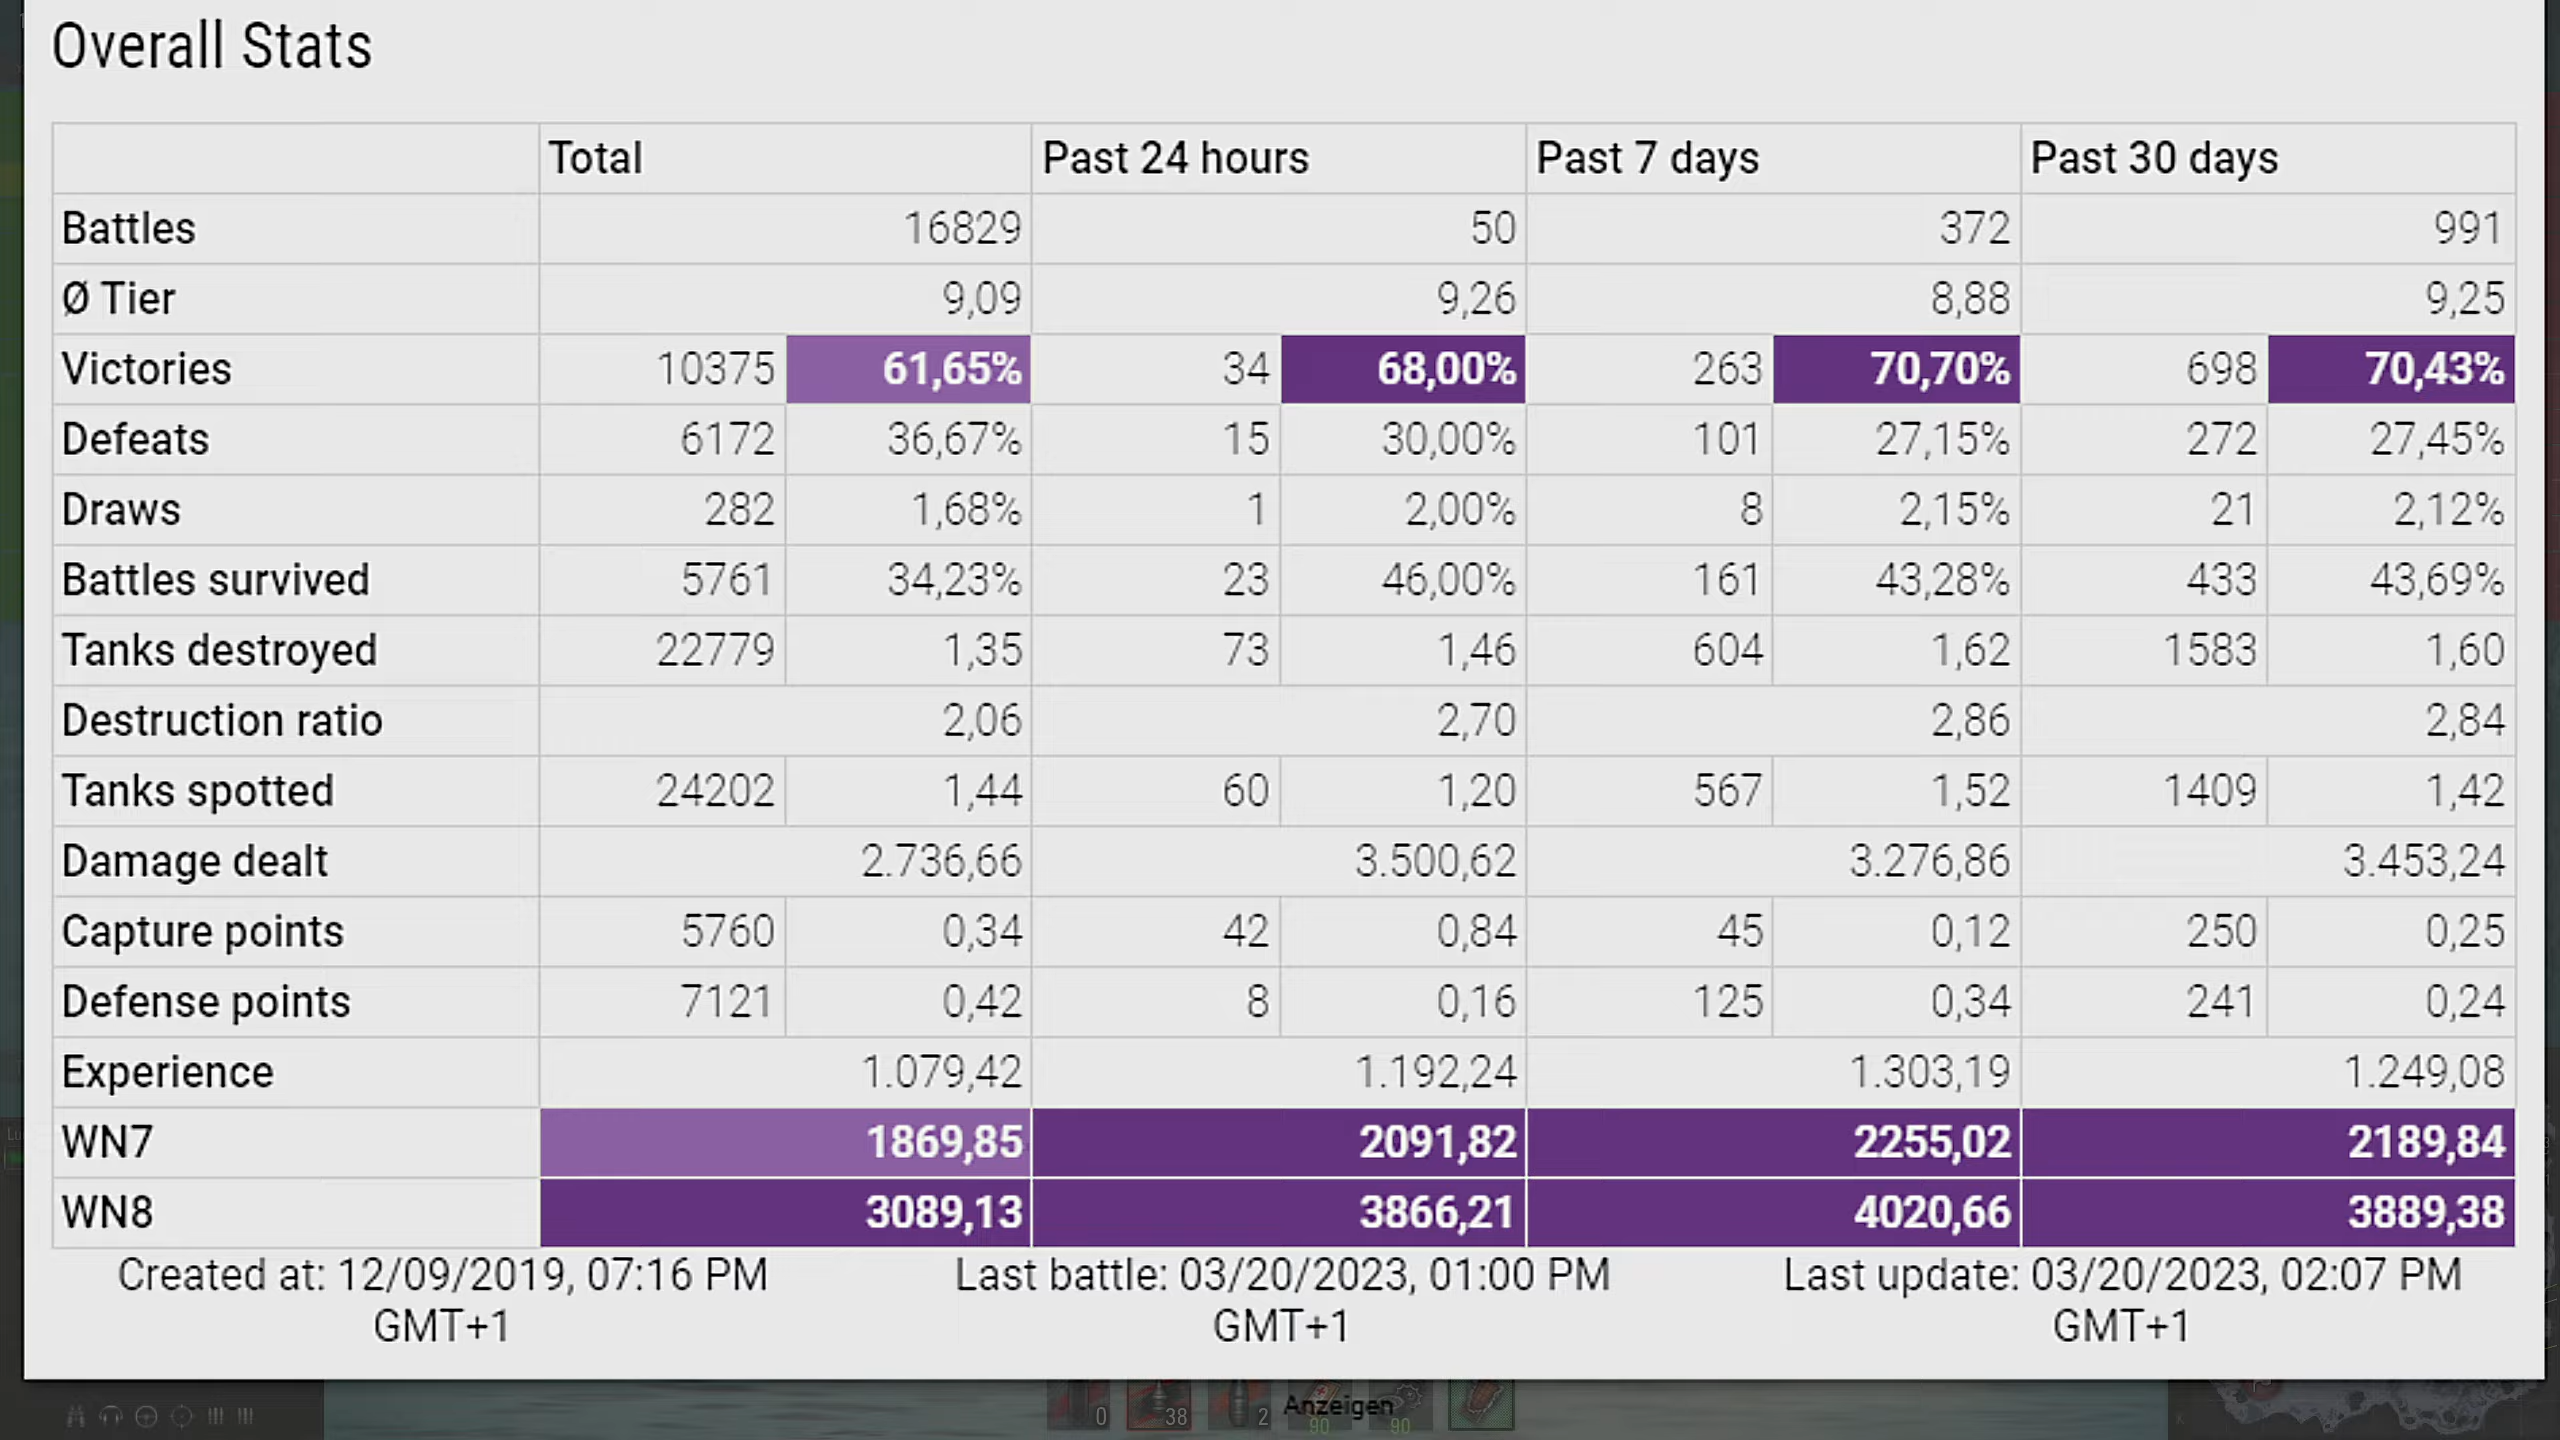 Overall Stats
Total Past 24 hours Past 7 days Past 30 days
Battles 16829 50 372 991
Ø Tier 9,09 9,26 8,88 9,25
Victories 10375 61,65% 34 68,00% 263 70,70% 698 70,43%
Defeats 6172 36,67% 15 30,00% 101 27,15% 272 27,45%
Draws 282 1,68% 1 2,00% 8 2,15% 21 2,12%
Battles survived 5761 34,23% 23 46,00% 161 43,28% 433 43,69%
Tanks destroyed 22779 1,35 73 1,46 604 1,62 1583 1,60
Destruction ratio 2,06 2,70 2,86 2,84
Tanks spotted 24202 1,44 60 1,20 567 1,52 1409 1,42
Damage dealt 2.736,66 3.500,62 3.276,86 3.453,24
Capture points 5760 0,34 42 0,84 45 0,12 250 0,25
Defense points 7121 0,42 8 0,16 125 0,34 241 0,24
Experience 1.079,42 1.192,24 1.303,19 1.249,08
WN7 1869,85 2091,82 2255,02 2189,84
WN8 3089,13 3866,21 4020,66 3889,38
Created at: 12/09/2019, 07:16 PM Last battle: 03/20/2023, 01:00 PM Last update: 03/20/2023, 02:07 PM
GMT+1 GMT+1 GMT+1
0 38 2 Anzeigen
90 90